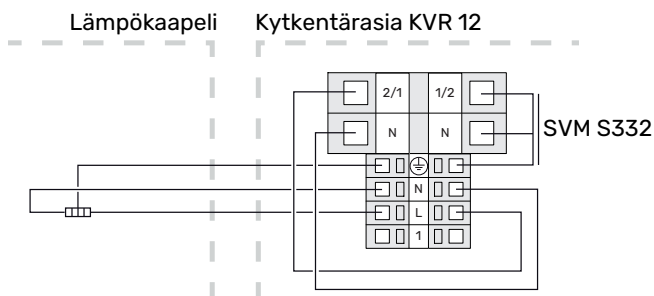 Lämpökaapeli Kytkentärasia KVR 12
2/1 1/2
N N
SVM S332
N
L
1